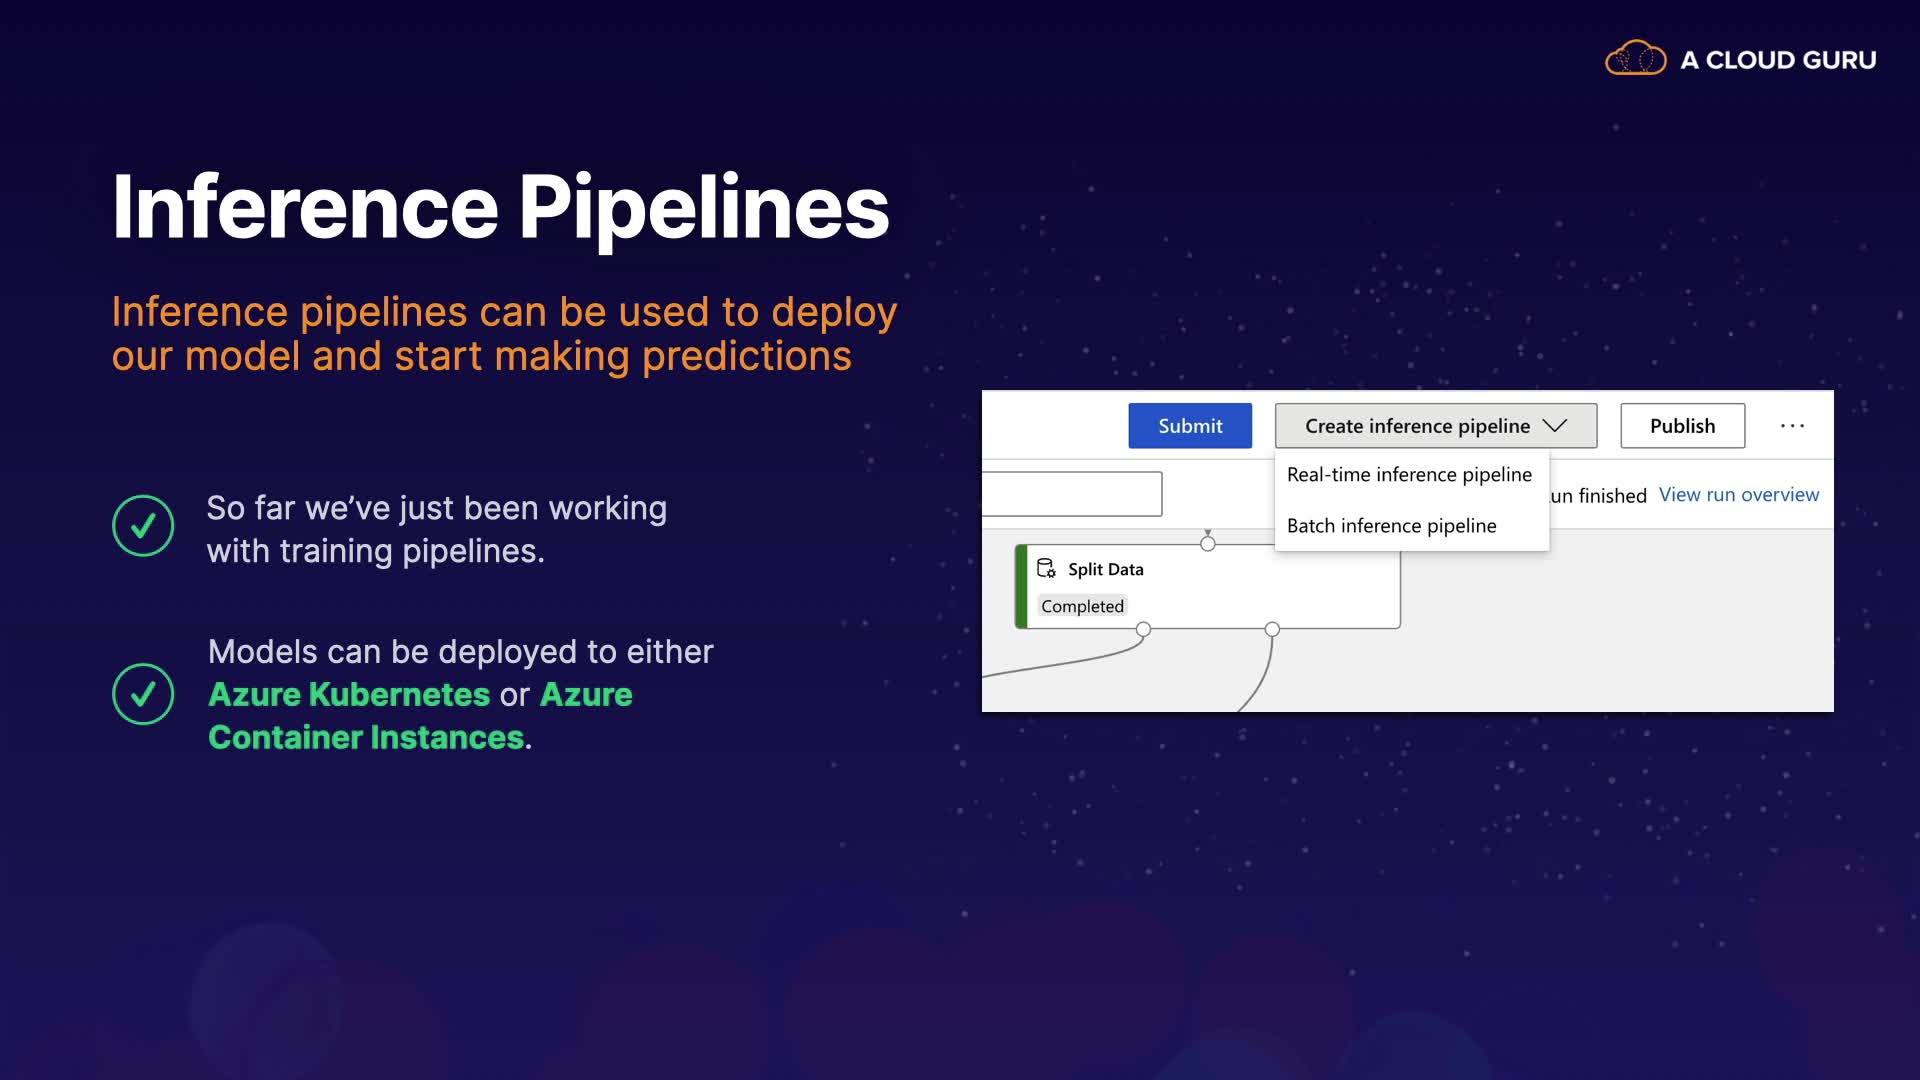 A CLOUD GURU
Inference Pipelines
Inference pipelines can be used to deploy
our model and start making predictions
So far we’ve just been working
with training pipelines.
Models can be deployed to either
Azure Kubernetes or Azure
Container Instances.
Submit
Create inference pipeline
Publish
···
Real-time inference pipeline
un finished
View run overview
Batch inference pipeline
Split Data
Completed